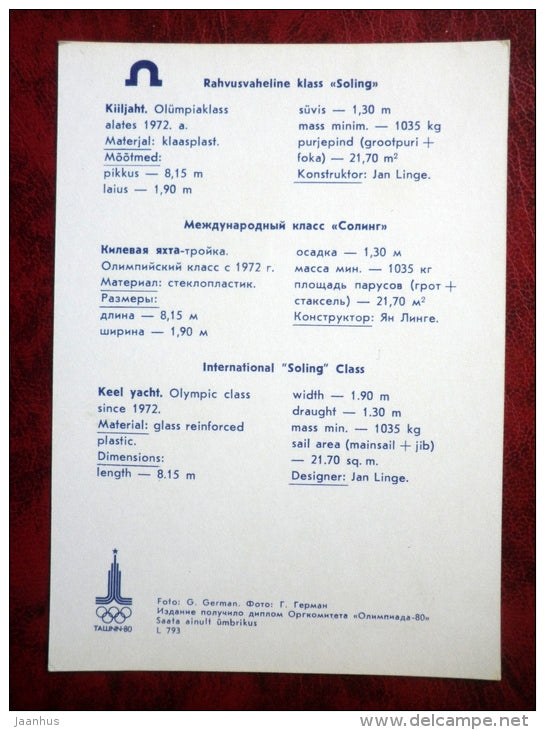 Rahvusvaheline klass «Soling»
Kiiljaht. Olümpiaklass
alates 1972. a.
Materjal: klaasplast.
Mõõtmed:
pikkus — 8,15 m
laius — 1,90 m
süvis — 1,30 m
mass minim. — 1035 kg
purjepind (grootpuri +
foka) — 21,70 m²
Konstruktor: Jan Linge.
Международный класс «Солинг»
Килевая яхта-тройка.
Олимпийский класс с 1972 г.
Материал: стеклопластик.
Размеры:
длина — 8,15 м
ширина — 1,90 м
осадка — 1,30 м
масса мин. — 1035 кг
площадь парусов (грот +
стаксель) — 21,70 м²
Конструктор: Ян Линге.
International "Soling" Class
Keel yacht. Olympic class
since 1972.
Material: glass reinforced
plastic.
Dimensions:
length — 8.15 m
width — 1.90 m
draught — 1.30 m
mass min. — 1035 kg
sail area (mainsail + jib)
— 21.70 sq. m.
Designer: Jan Linge.
TALLINN·80
Foto: G. German. Фото: Г. Герман
Издание получило диплом Оргкомитета «Олимпиада-80»
Saata ainult ümbrikus
L 793
Jaanhus
www.delcampe.net